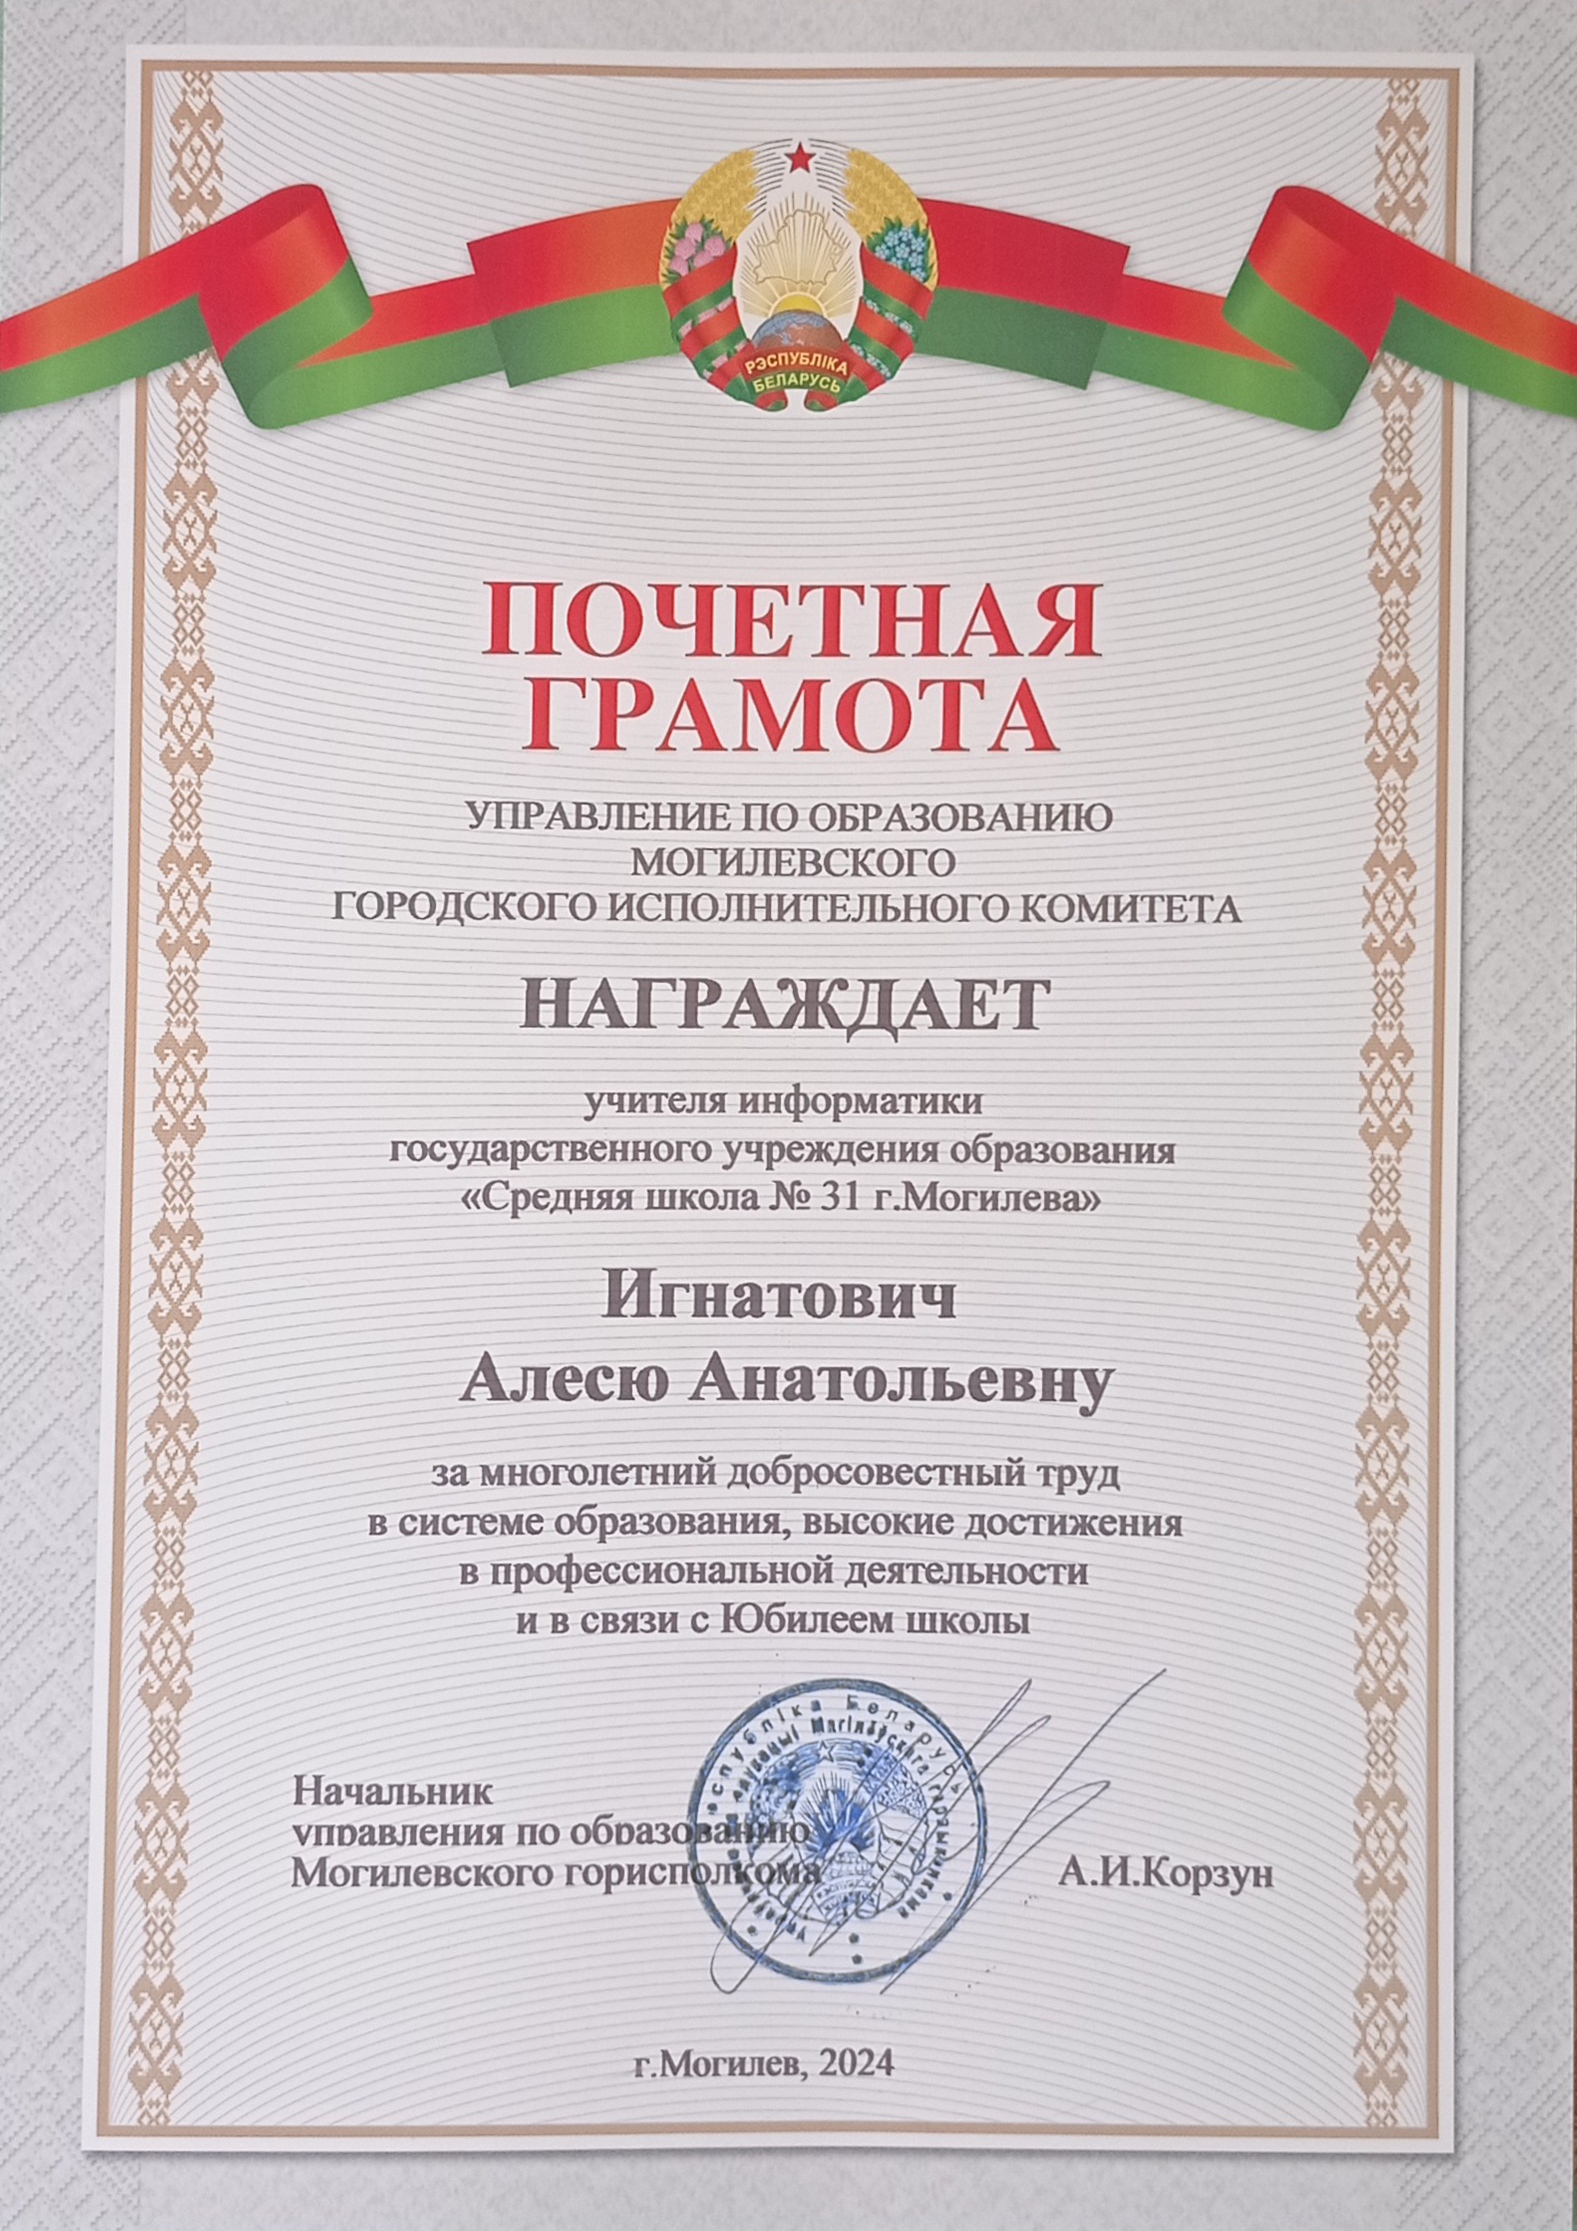 РЭСПУБЛІКА
БЕЛАРУСЬ
ПОЧЕТНАЯ
ГРАМОТА
УПРАВЛЕНИЕ ПО ОБРАЗОВАНИЮ
МОГИЛЕВСКОГО
ГОРОДСКОГО ИСПОЛНИТЕЛЬНОГО КОМИТЕТА
НАГРАЖДАЕТ
учителя информатики
государственного учреждения образования
«Средняя школа № 31 г.Могилева»
Игнатович
Алесю Анатольевну
за многолетний добросовестный труд
в системе образования, высокие достижения
в профессиональной деятельности
и в связи с Юбилеем школы
Начальник
управления по образованию
Могилевского горисполкома
А.И.Корзун
Беларусь
г.Могилев, 2024